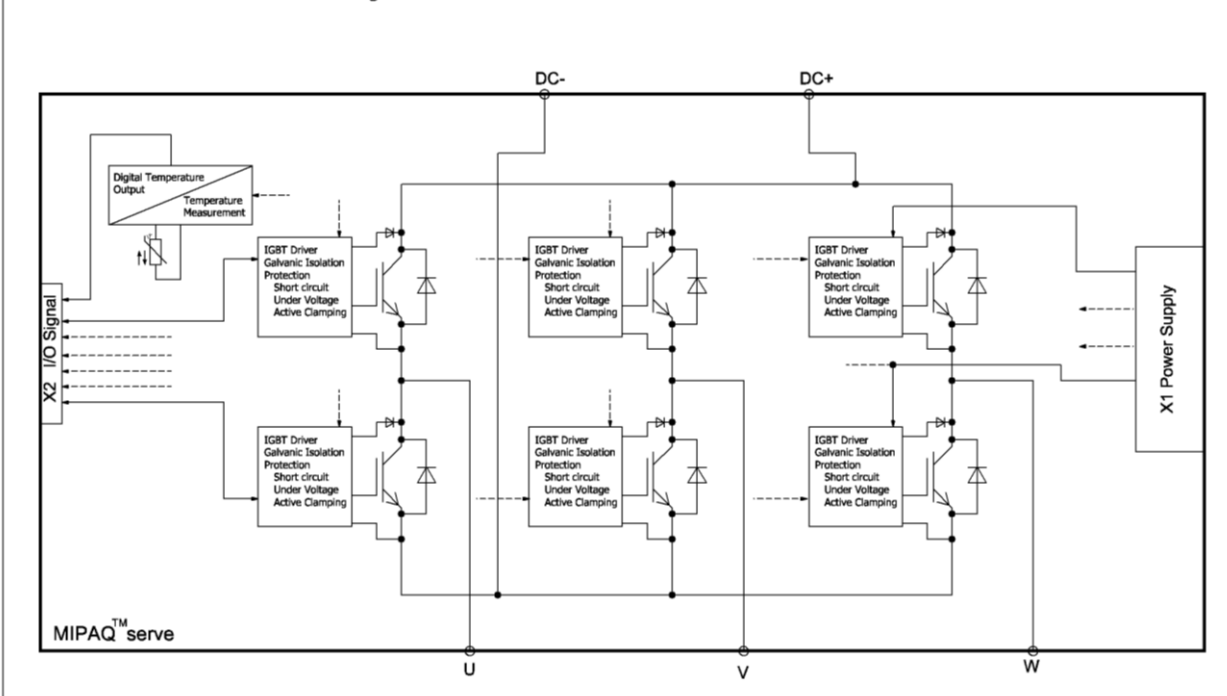 DC-
DC+
Digital Temperature
Output
Temperature
Measurement
IGBT Driver
Galvanic Isolation
Protection
Short circuit
Under Voltage
Active Clamping
IGBT Driver
Galvanic Isolation
Protection
Short circuit
Under Voltage
Active Clamping
IGBT Driver
Galvanic Isolation
Protection
Short circuit
Under Voltage
Active Clamping
X2 I/O Signal
X1 Power Supply
IGBT Driver
Galvanic Isolation
Protection
Short circuit
Under Voltage
Active Clamping
IGBT Driver
Galvanic Isolation
Protection
Short circuit
Under Voltage
Active Clamping
IGBT Driver
Galvanic Isolation
Protection
Short circuit
Under Voltage
Active Clamping
MIPAQ™serve
U
V
W